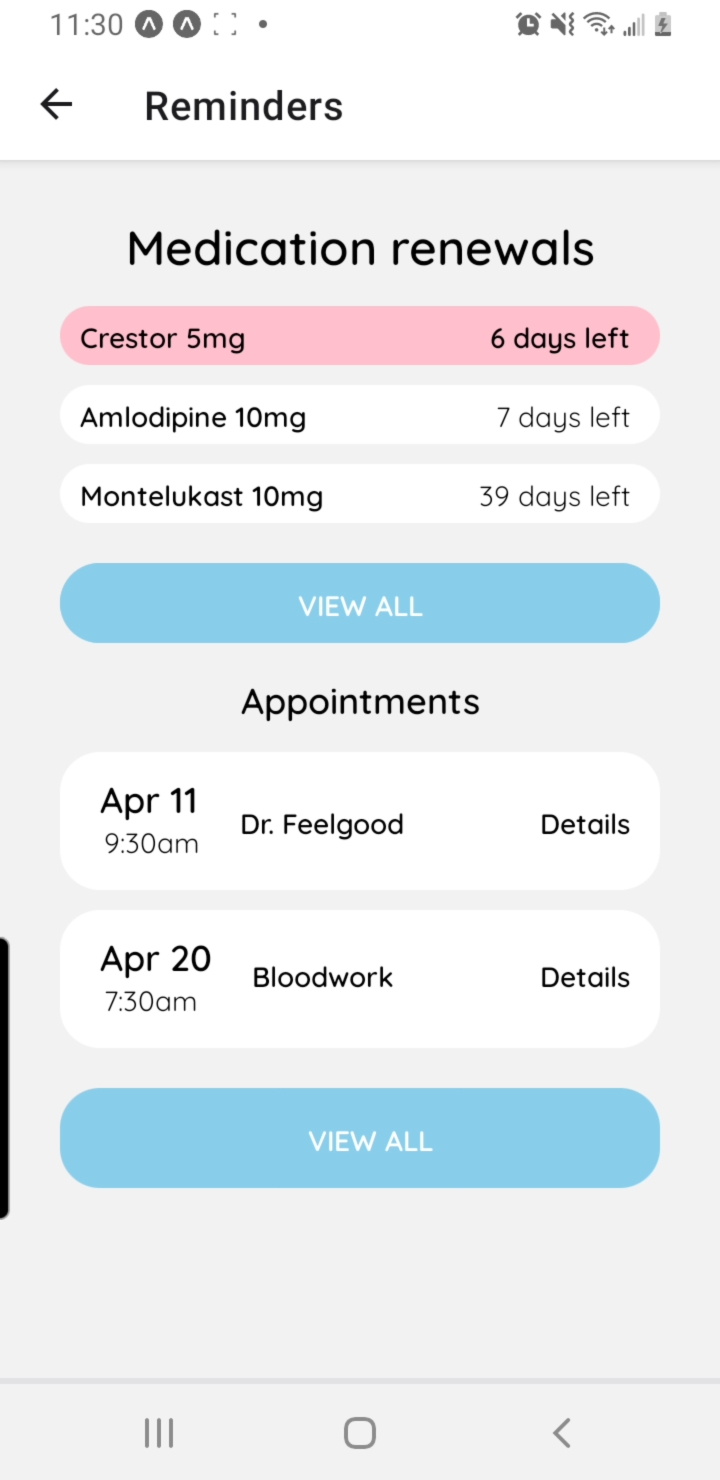 11:30
Reminders
Medication renewals
Crestor 5mg 6 days left
Amlodipine 10mg 7 days left
Montelukast 10mg 39 days left
VIEW ALL
Appointments
Apr 11
9:30am
Dr. Feelgood
Details
Apr 20
7:30am
Bloodwork
Details
VIEW ALL